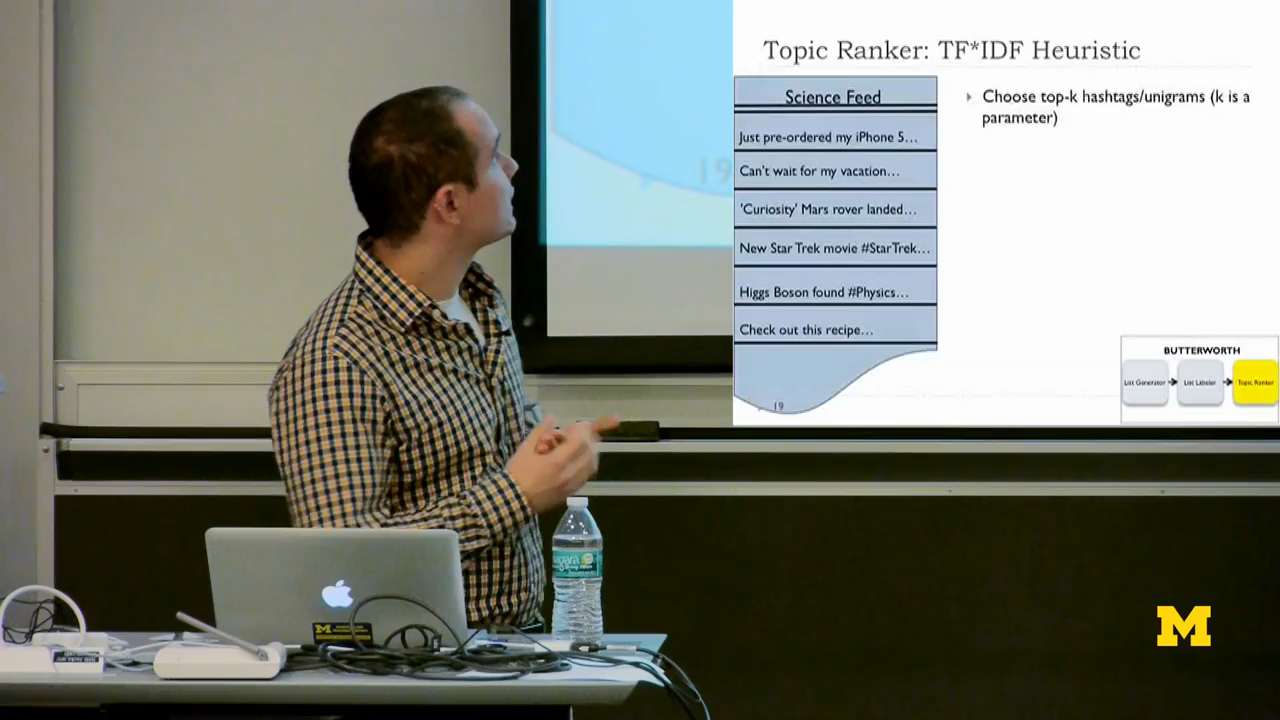 Topic Ranker: TF*IDF Heuristic
Science Feed
Just pre-ordered my iPhone 5…
Can't wait for my vacation…
'Curiosity' Mars rover landed…
New Star Trek movie #StarTrek…
Higgs Boson found #Physics…
Check out this recipe…
19
Choose top-k hashtags/unigrams (k is a
parameter)
BUTTERWORTH
List Generator
List Labeler
Topic Ranker
19
M
M